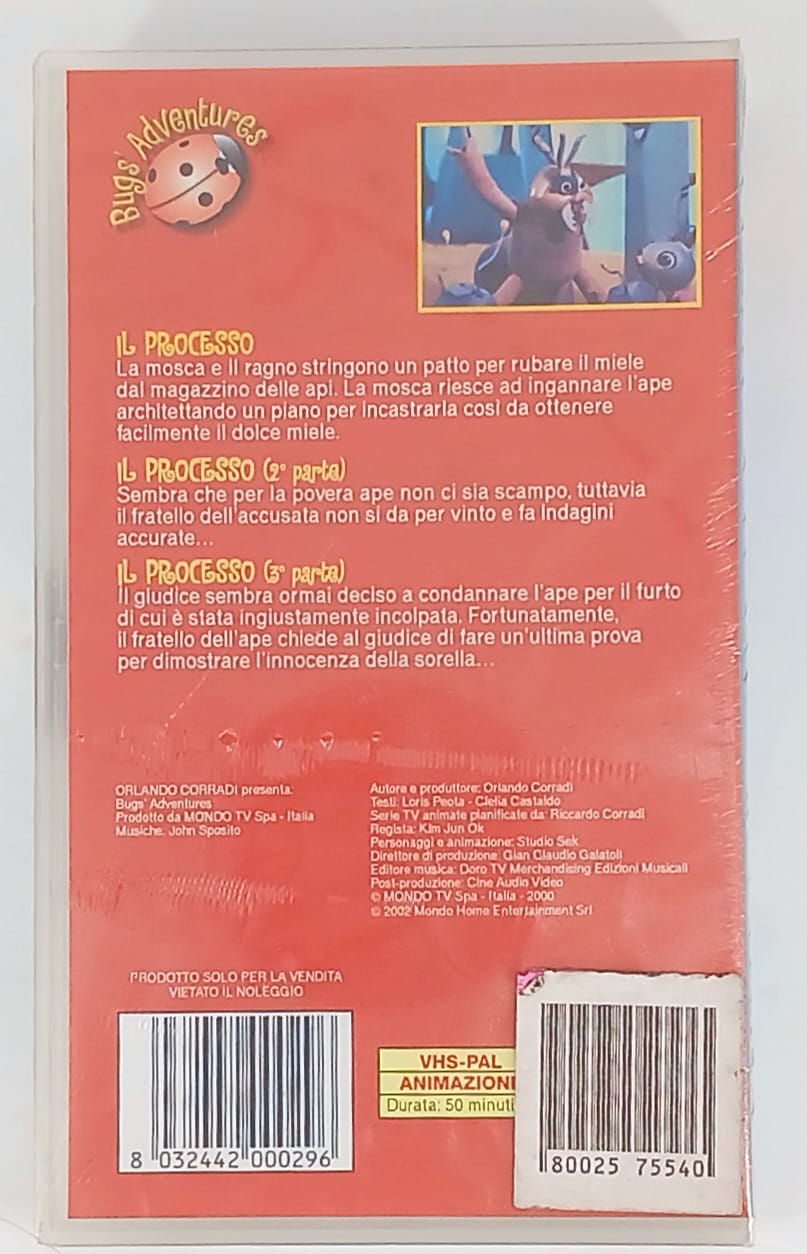 Bugs' Adventures
IL PROCESSO
La mosca e il ragno stringono un patto per rubare il miele
dal magazzino delle api. La mosca riesce ad ingannare l'ape
architettando un piano per incastrarla così da ottenere
facilmente il dolce miele.
IL PROCESSO (2° parte)
Sembra che per la povera ape non ci sia scampo, tuttavia
il fratello dell'accusata non si da per vinto e fa indagini
accurate...
IL PROCESSO (3° parte)
Il giudice sembra ormai deciso a condannare l'ape per il furto
di cui è stata ingiustamente incolpata. Fortunatamente,
il fratello dell'ape chiede al giudice di fare un'ultima prova
per dimostrare l'innocenza della sorella...
ORLANDO CORRADI presenta:
Bugs' Adventures
Prodotto da MONDO TV Spa - Italia
Musiche: John Sposito
Autore e produttore: Orlando Corradi
Testi: Loris Peota - Clelia Castaldo
Serie TV animate pianificate da: Riccardo Corradi
Regista: Kim Jun Ok
Personaggi e animazione: Studio Sek
Direttore di produzione: Gian Claudio Galatoli
Editore musica: Doro TV Merchandising Edizioni Musicali
Post-produzione: Cine Audio Video
© MONDO TV Spa - Italia - 2000
© 2002 Mondo Home Entertainment Srl
PRODOTTO SOLO PER LA VENDITA
VIETATO IL NOLEGGIO
8 032442 000296
VHS-PAL
ANIMAZIONE
Durata: 50 minuti
80025 75540